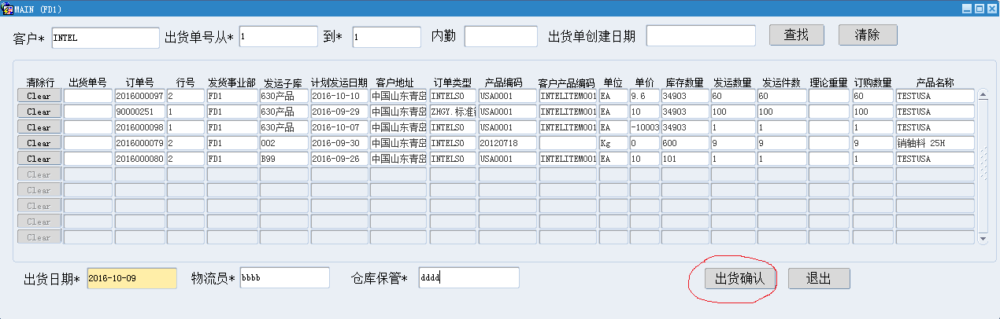 MAIN (FD1)
客户* INTEL 出货单号从* 1 到* 1 内勤 出货单创建日期 查找 清除
清除行 出货单号 订单号 行号 发货事业部 发运子库 计划发运日期 客户地址 订单类型 产品编码 客户产品编码 单位 单价 库存数量 发运数量 发运件数 理论重量 订购数量 产品名称
Clear 2016000097 2 FD1 630产品 2016-10-10 中国山东青岛 INTELSO USA0001 INTELITEM001 EA 9.6 34903 60 60 60 TESTUSA
Clear 90000251 1 FD1 630产品 2016-09-29 中国山东青岛 ZHGY.标准 USA0001 INTELITEM001 EA 10 34903 100 100 100 TESTUSA
Clear 2016000098 1 FD1 630产品 2016-10-07 中国山东青岛 INTELSO USA0001 INTELITEM001 EA -10003 34903 1 1 1 TESTUSA
Clear 2016000079 2 FD1 002 2016-09-30 中国山东青岛 INTELSO 20120718 Kg 0 600 9 9 9 销轴料 25H
Clear 2016000080 2 FD1 B99 2016-09-26 中国山东青岛 INTELSO USA0001 INTELITEM001 EA 10 101 1 1 1 TESTUSA
Clear
Clear
Clear
Clear
Clear
出货日期* 2016-10-09 物流员* bbbb 仓库保管* dddd 出货确认 退出